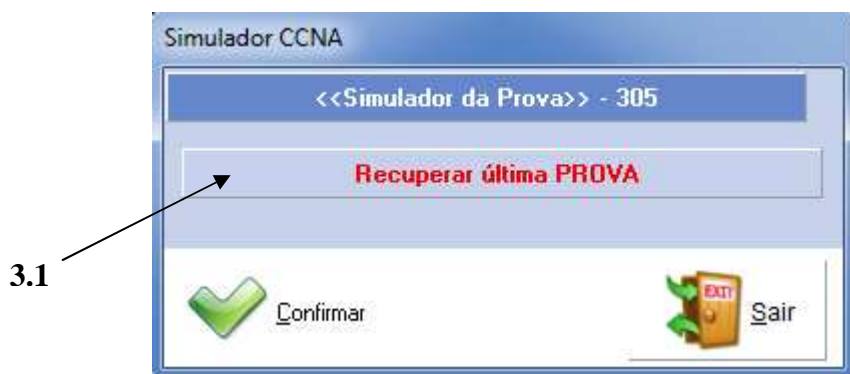 Simulador CCNA
<<Simulador da Prova>> - 305
Recuperar última PROVA
3.1
Confirmar
EXIT
Sair